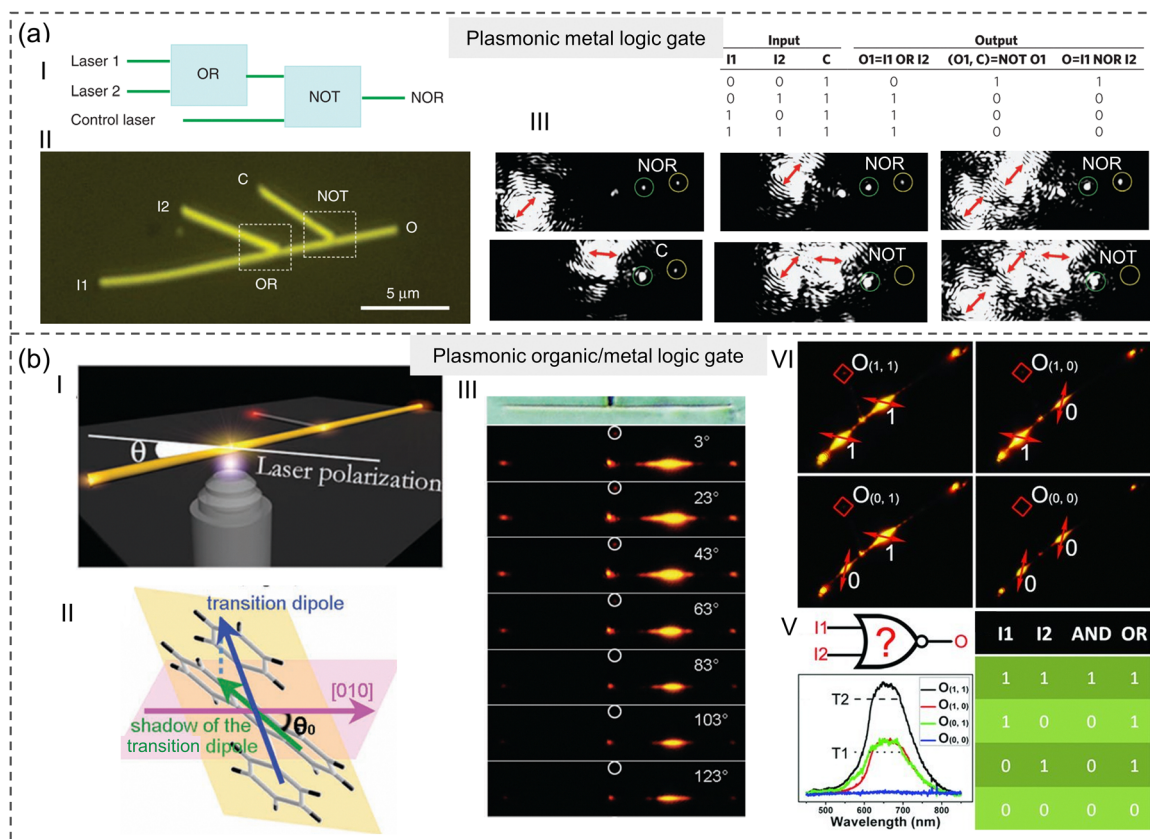 (a)
Plasmonic metal logic gate
I
Laser 1
Laser 2
Control laser
OR
NOT
NOR
II
I1
I2
C
NOT
OR
O
5 μm
Input Output
I1 I2 C O1=I1 OR I2 (O1, C)=NOT O1 O=I1 NOR I2
0 0 1 0 1 1
0 1 1 1 0 0
1 0 1 1 0 0
1 1 1 1 0 0
III
NOR
NOR
NOR
C
NOT
NOT
(b)
Plasmonic organic/metal logic gate
I
θ
Laser polarization
II
transition dipole
[010]
shadow of the
transition dipole
θ0
III
3°
23°
43°
63°
83°
103°
123°
VI
O(1, 1)
1
1
O(1, 0)
0
1
O(0, 1)
1
0
O(0, 0)
0
0
V
I1
I2
?
O
T2
T1
O(1, 1)
O(1, 0)
O(0, 1)
O(0, 0)
500 600 700 800
Wavelength (nm)
I1 I2 AND OR
1 1 1 1
1 0 0 1
0 1 0 1
0 0 0 0